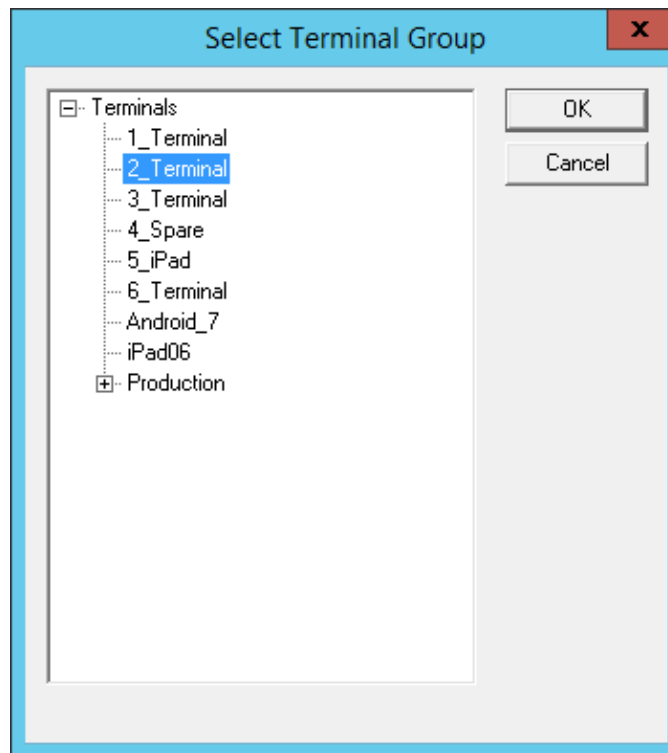 Select Terminal Group
x
Terminals
1_Terminal
2_Terminal
3_Terminal
4_Spare
5_iPad
6_Terminal
Android_7
iPad06
Production
OK
Cancel